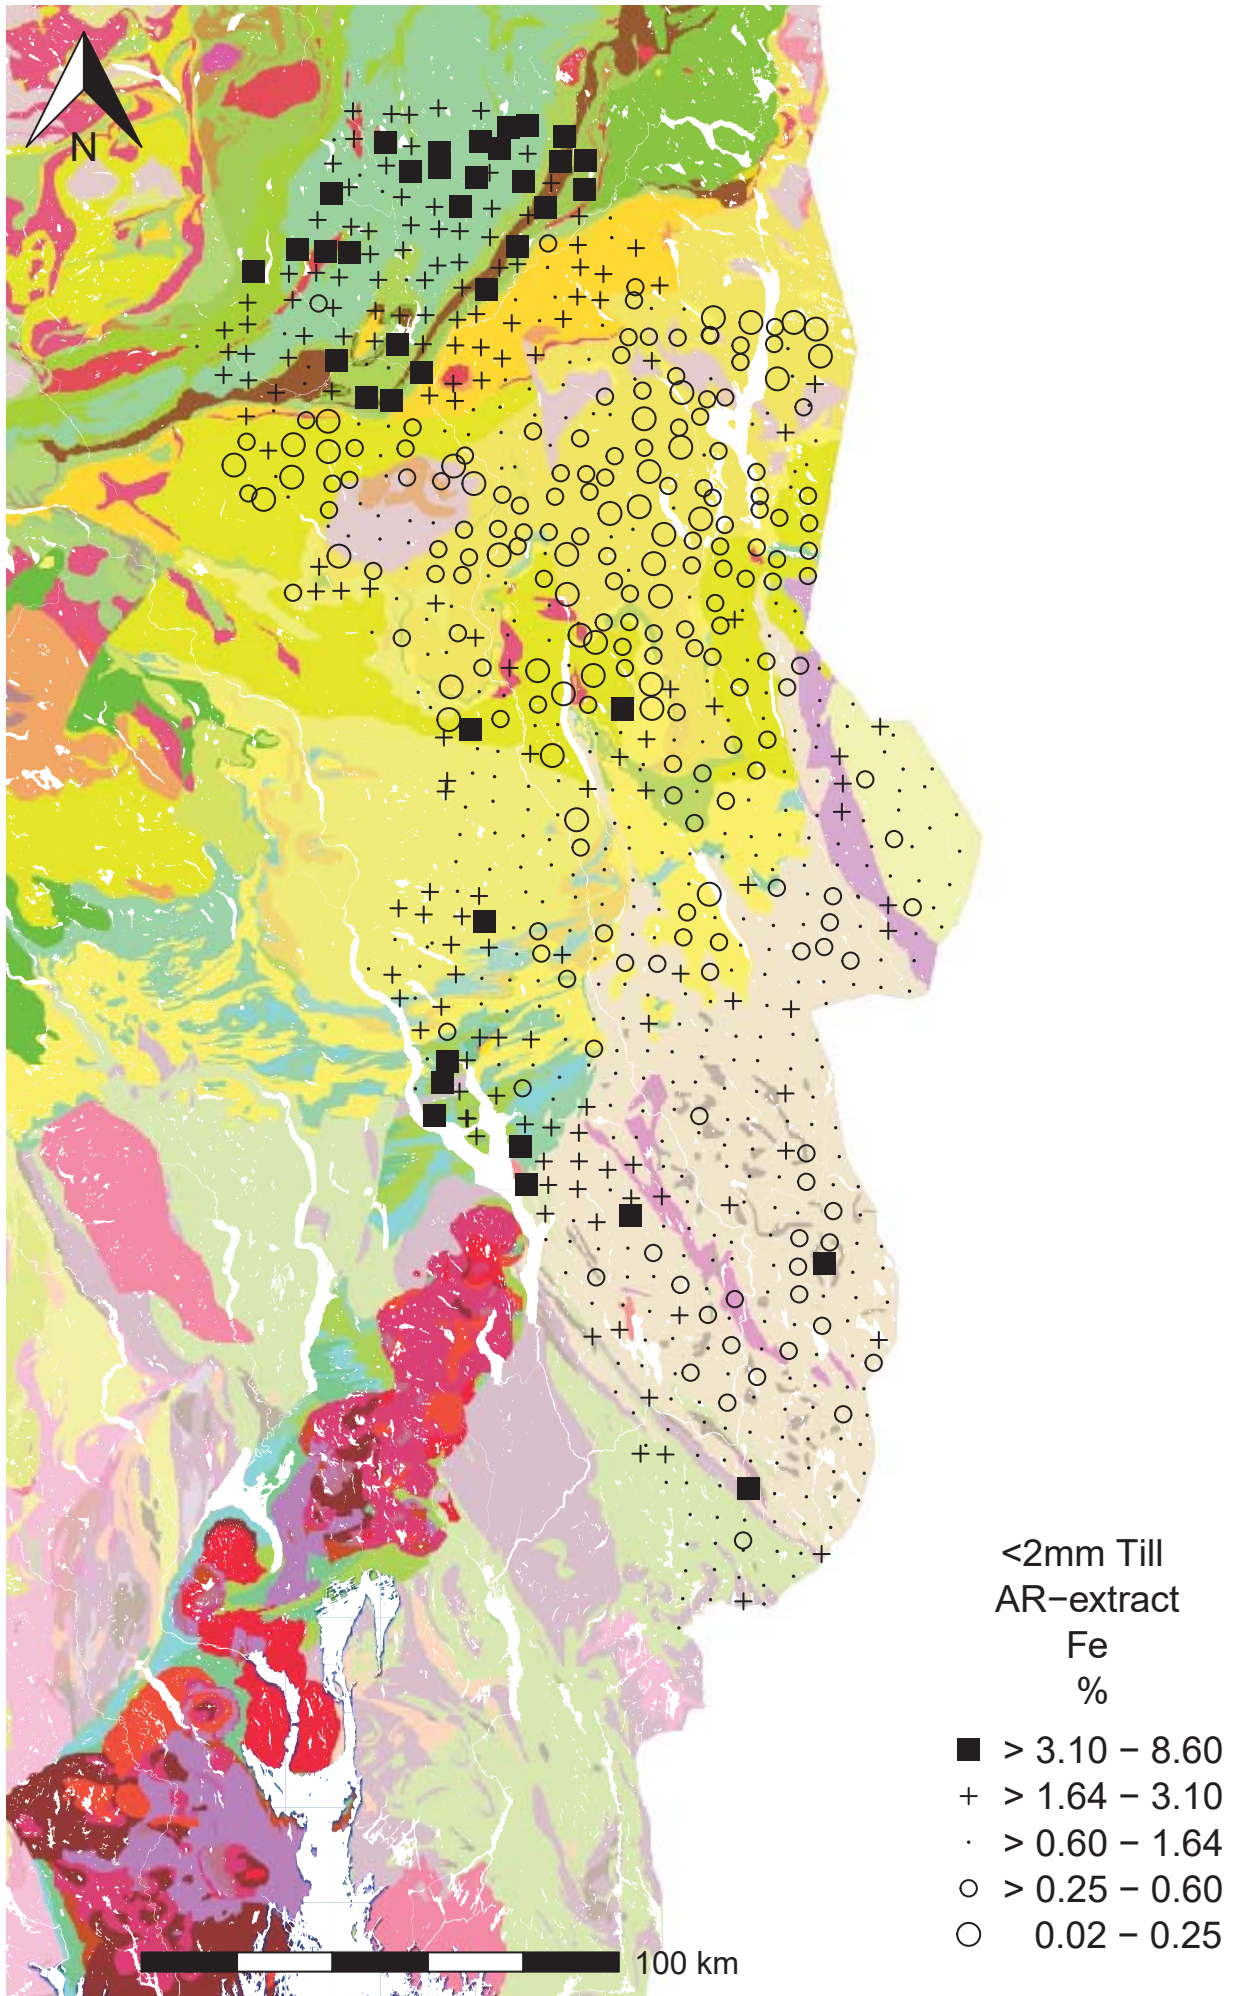 N
<2mm Till
AR−extract
Fe
%
> 3.10 − 8.60
> 1.64 − 3.10
> 0.60 − 1.64
> 0.25 − 0.60
0.02 − 0.25
100 km